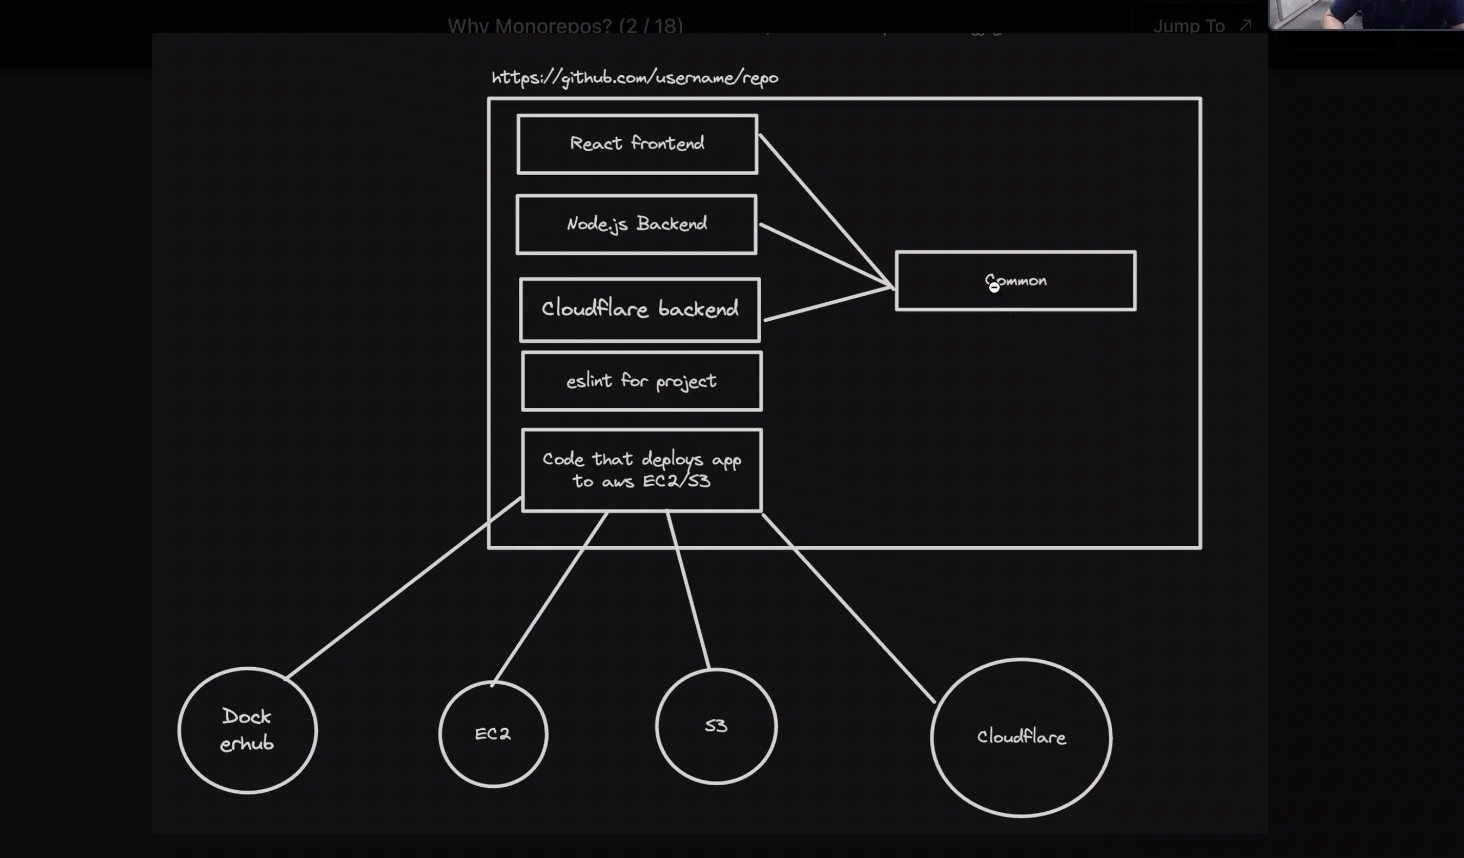 Why Monorepos? (2 / 18)
Jump To
https://github.com/username/repo
React frontend
Node.js Backend
Common
Cloudflare backend
eslint for project
Code that deploys app
to aws EC2/S3
Dock
erhub
EC2
S3
Cloudflare